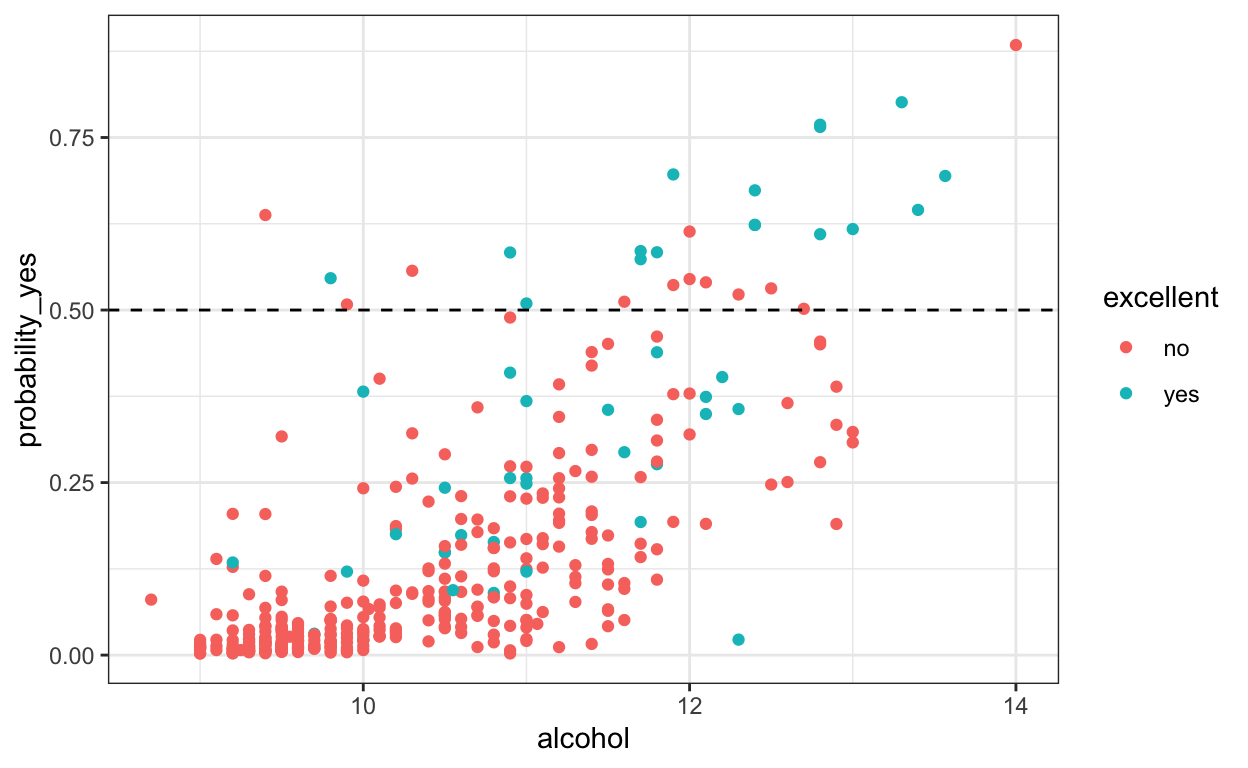 0.75
0.50
0.25
0.00
probability_yes
10
12
14
alcohol
excellent
no
yes